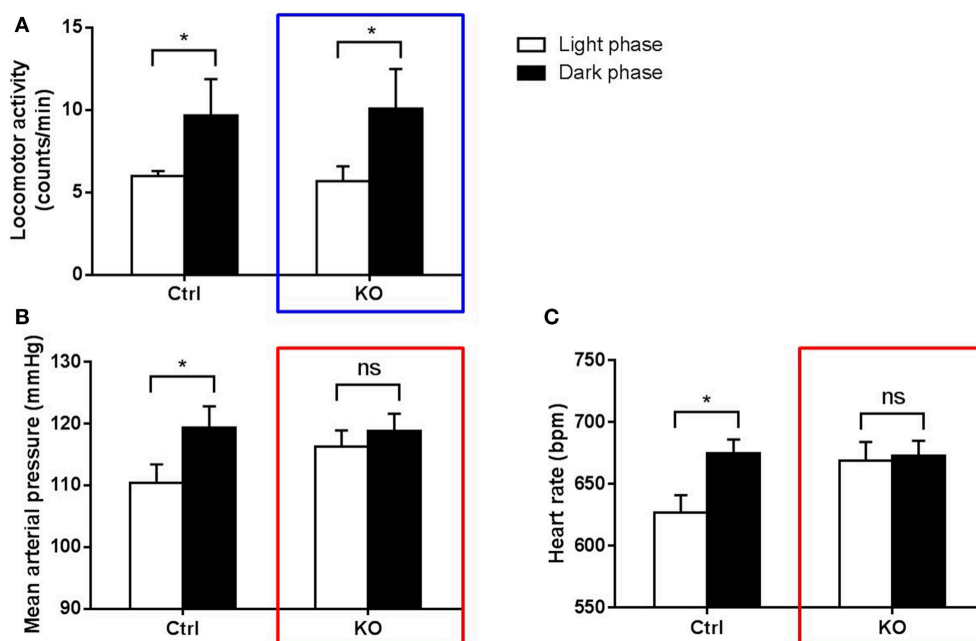 A
15
10
5
0
Locomotor activity
(counts/min)
*
*
Ctrl
KO
Light phase
Dark phase
B
130
120
110
100
90
Mean arterial pressure (mmHg)
*
ns
Ctrl
KO
C
750
700
650
600
550
Heart rate (bpm)
*
ns
Ctrl
KO